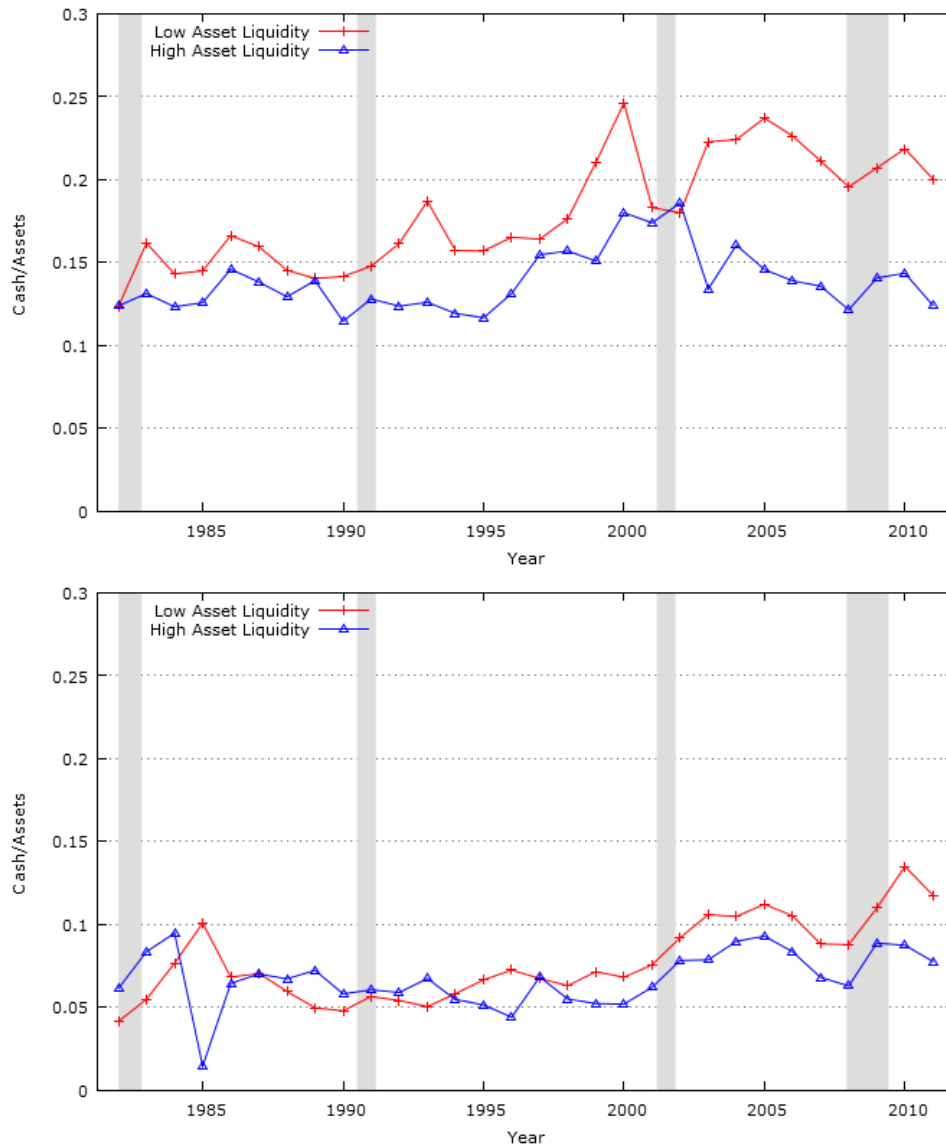 0.3
Low Asset Liquidity
High Asset Liquidity
0.25
0.2
0.15
0.1
0.05
0
Cash/Assets
1985 1990 1995 2000 2005 2010
Year
0.3
Low Asset Liquidity
High Asset Liquidity
0.25
0.2
0.15
0.1
0.05
0
Cash/Assets
1985 1990 1995 2000 2005 2010
Year